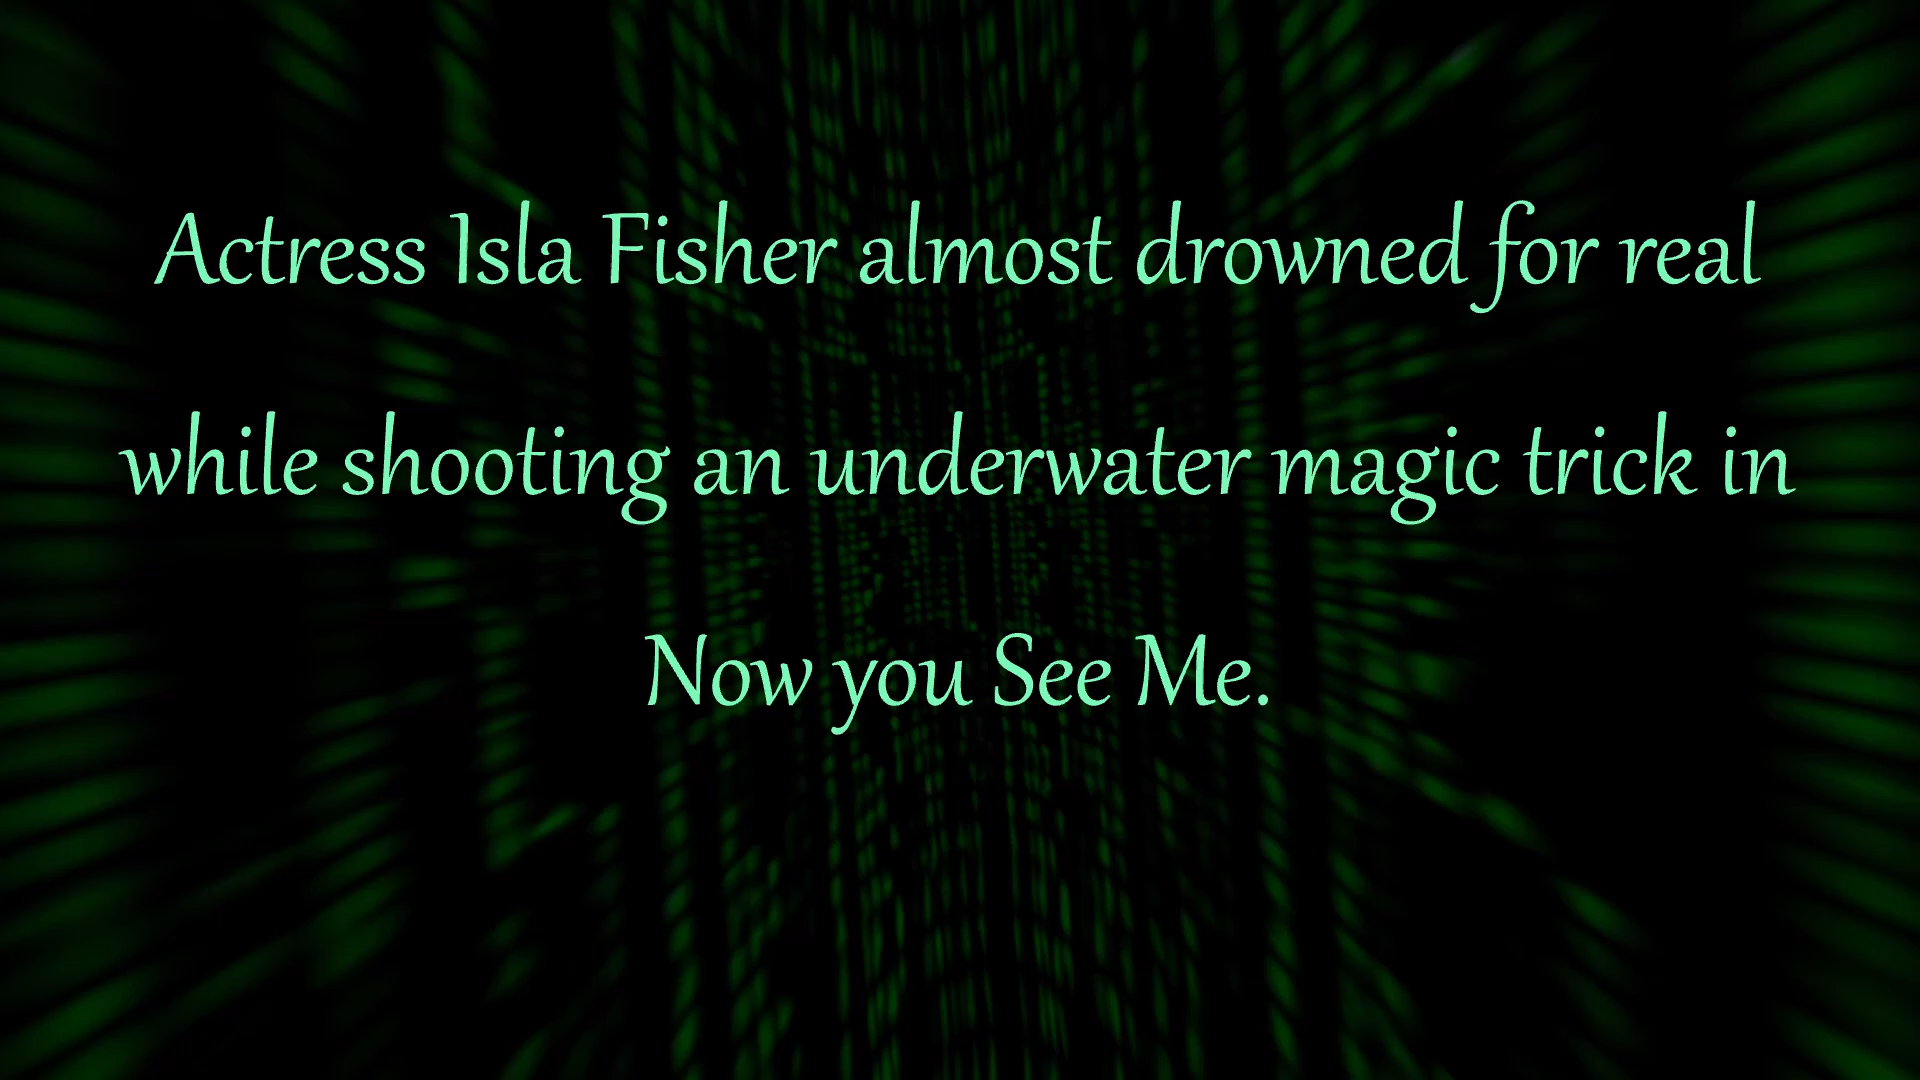 Actress Isla Fisher almost drowned for real
while shooting an underwater magic trick in
Now you See Me.